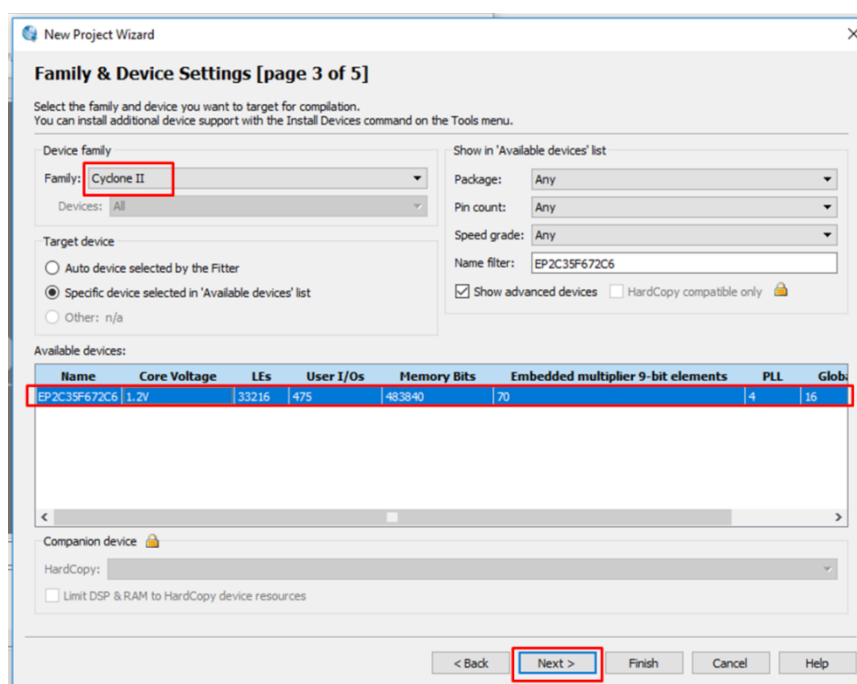 New Project Wizard
Family & Device Settings [page 3 of 5]
Select the family and device you want to target for compilation.
You can install additional device support with the Install Devices command on the Tools menu.
Device family
Family: Cyclone II
Devices: All
Show in 'Available devices' list
Package: Any
Pin count: Any
Speed grade: Any
Name filter: EP2C35F672C6
Show advanced devices HardCopy compatible only
Target device
Auto device selected by the Fitter
Specific device selected in 'Available devices' list
Other: n/a
Available devices:
Name Core Voltage LEs User I/Os Memory Bits Embedded multiplier 9-bit elements PLL Globa
EP2C35F672C6 1.2V 33216 475 483840 70 4 16
Companion device
HardCopy:
Limit DSP & RAM to HardCopy device resources
< Back Next > Finish Cancel Help